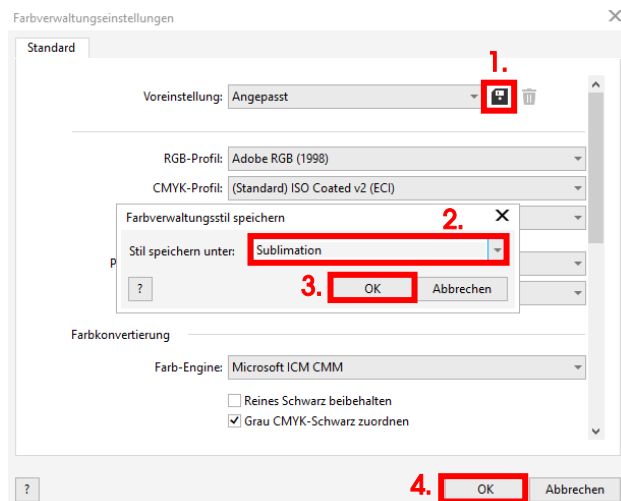 Farbverwaltungseinstellungen
Standard
1.
Voreinstellung: Angepasst
RGB-Profil: Adobe RGB (1998)
CMYK-Profil: (Standard) ISO Coated v2 (ECI)
Farbverwaltungsstil speichern
2.
Stil speichern unter: Sublimation
P
3.
? OK Abbrechen
Farbkonvertierung
Farb-Engine: Microsoft ICM CMM
Reines Schwarz beibehalten
Grau CMYK-Schwarz zuordnen
4.
? OK Abbrechen